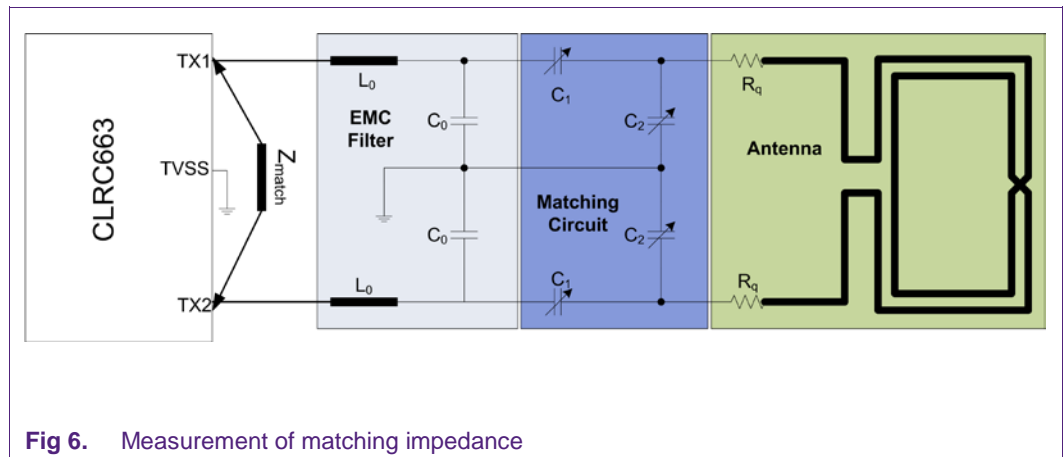 CLRC663
TX1
TVSS
TX2
Zmatch
L0
EMC
Filter
C0
C0
L0
C1
C2
Matching
Circuit
C2
C1
Rq
Antenna
Rq
Fig 6. Measurement of matching impedance